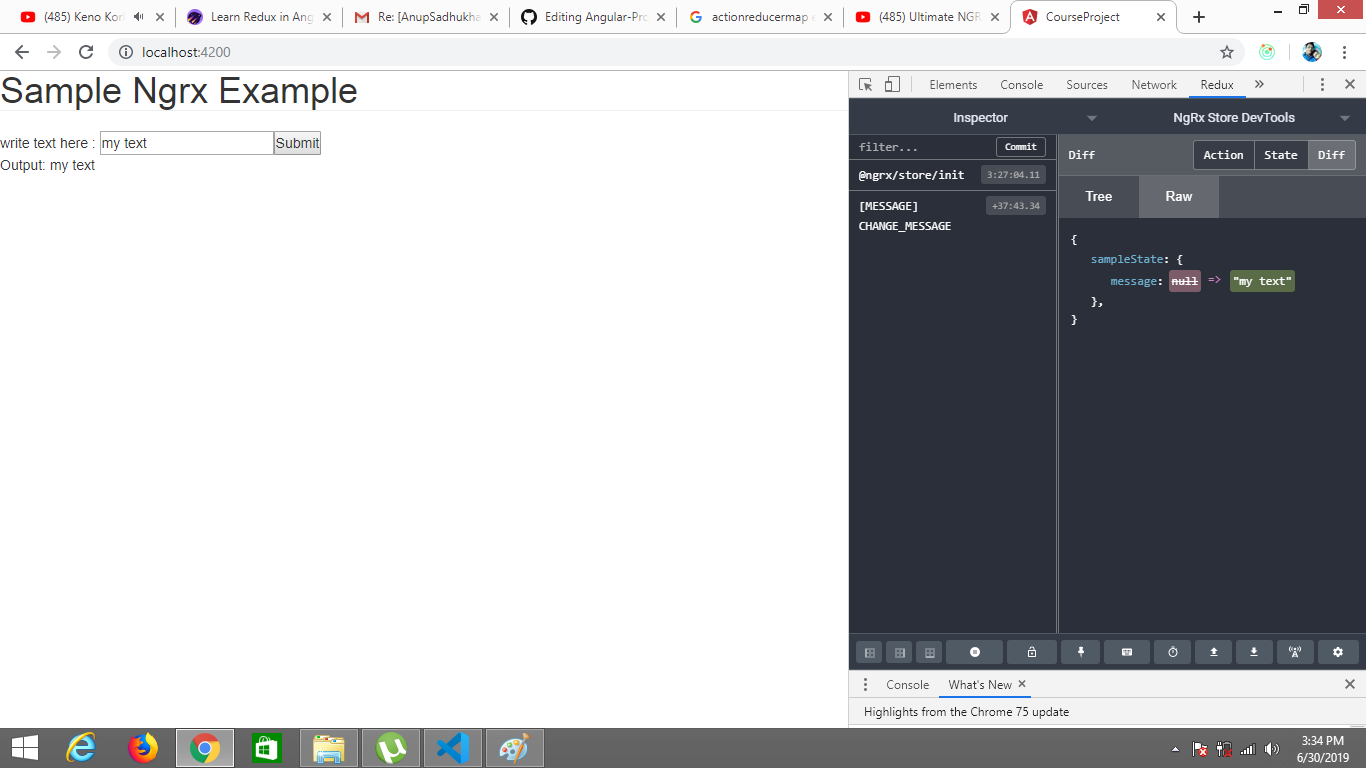 (485) Keno Kori
Learn Redux in Ang
Re: [AnupSadhukha
Editing Angular-Pro
actionreducermap e
(485) Ultimate NGR
CourseProject
localhost:4200
Sample Ngrx Example
write text here : my text Submit
Output: my text
Elements Console Sources Network Redux »
Inspector NgRx Store DevTools
filter... Commit
@ngrx/store/init 3:27:04.11
[MESSAGE] +37:43.34
CHANGE_MESSAGE
Diff Action State Diff
Tree Raw
{
sampleState: {
message: null => "my text"
},
}
Console What's New
Highlights from the Chrome 75 update
3:34 PM
6/30/2019